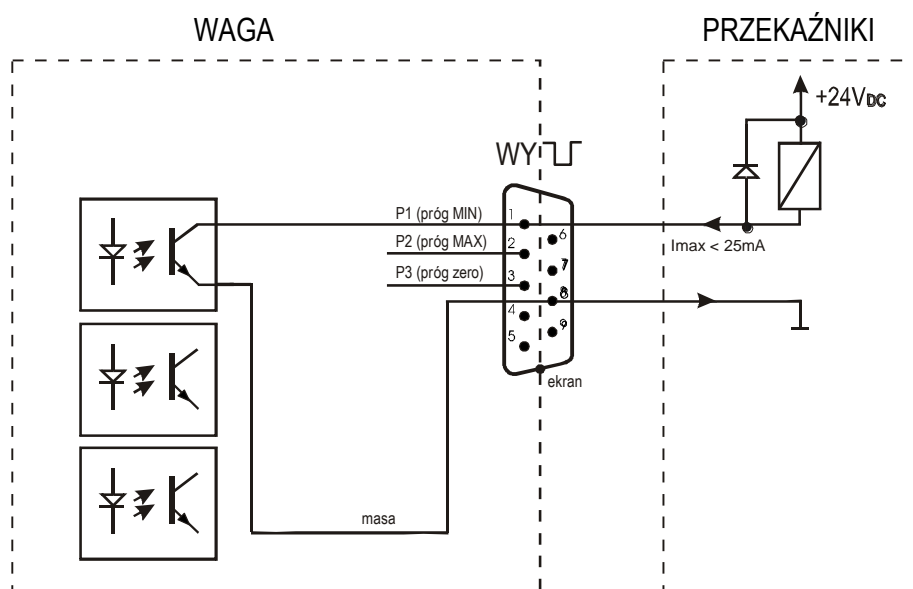 WAGA
PRZEKAŹNIKI
+24VDC
WY
P1 (próg MIN)
1
6
Imax < 25mA
P2 (próg MAX)
2
7
P3 (próg zero)
3
8
4
9
5
ekran
masa